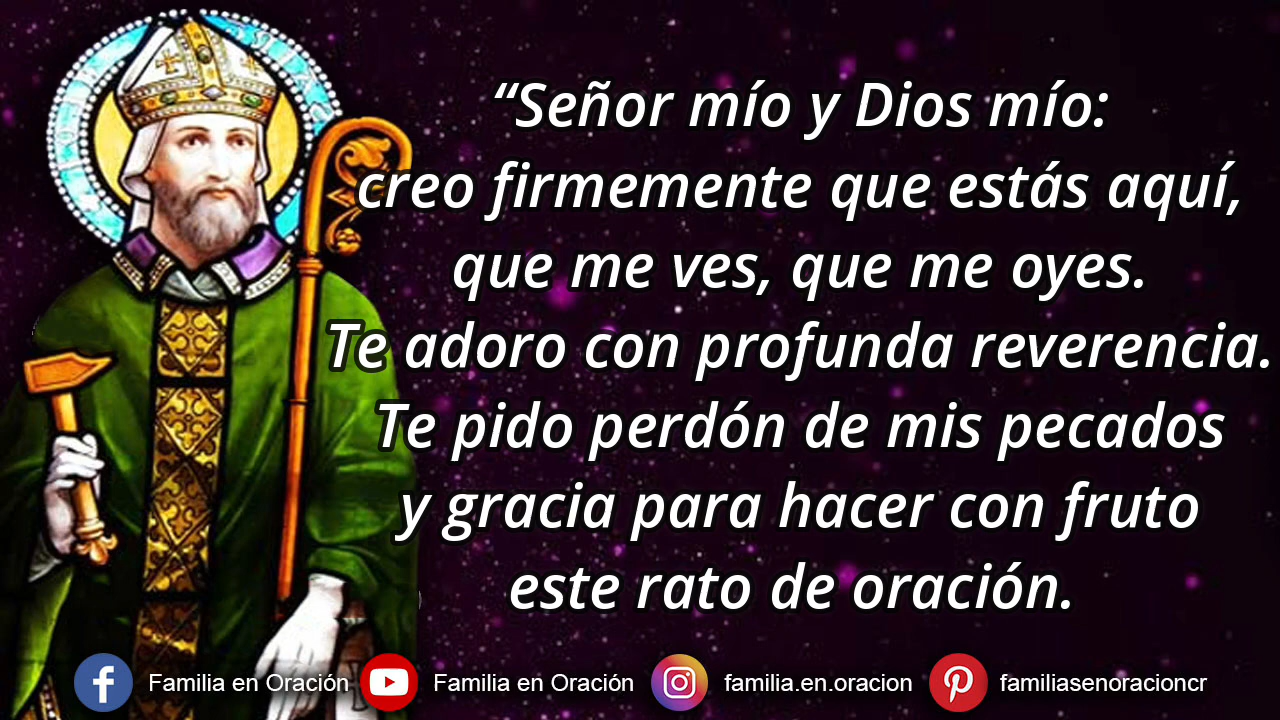 “Señor mío y Dios mío:
creo firmemente que estás aquí,
que me ves, que me oyes.
Te adoro con profunda reverencia.
Te pido perdón de mis pecados
y gracia para hacer con fruto
este rato de oración.
Familia en Oración Familia en Oración familia.en.oracion familiasenoracioncr